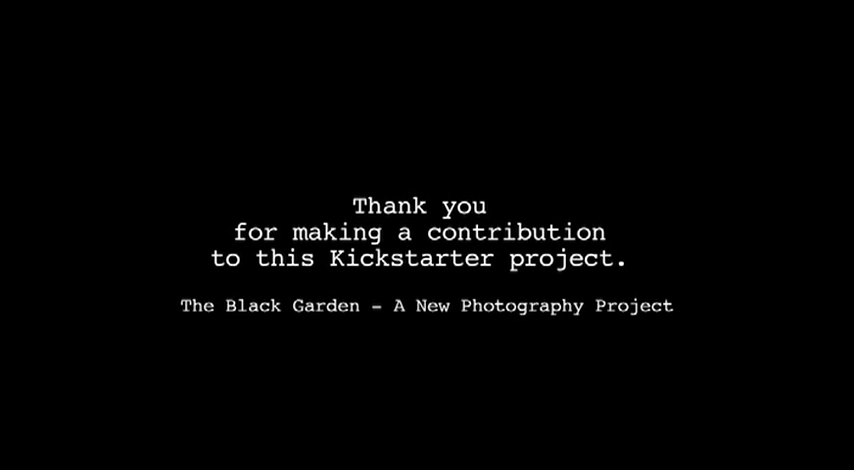 Thank you
for making a contribution
to this Kickstarter project.
The Black Garden - A New Photography Project